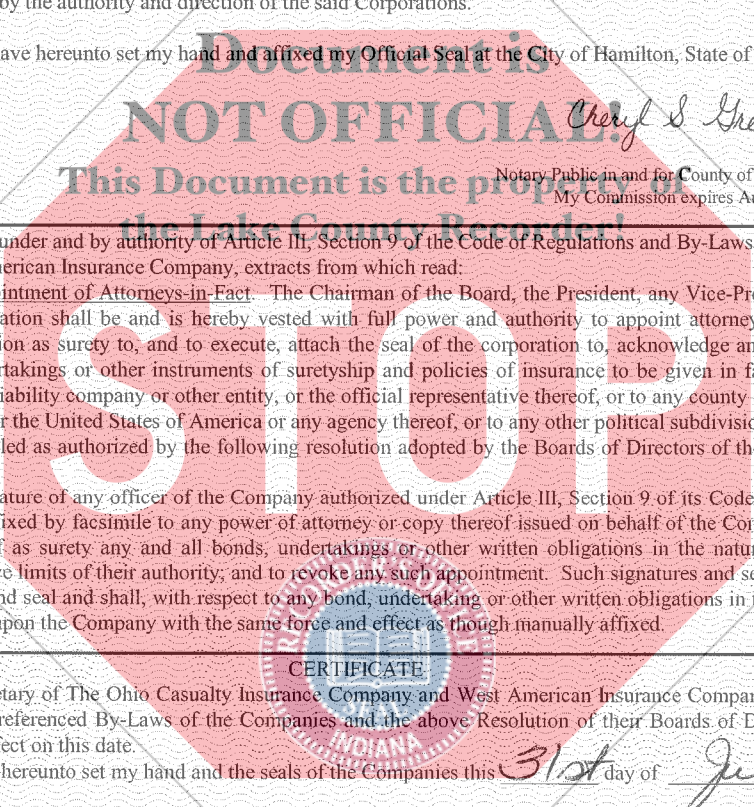 by the authority and direction of the said Corporations.
ave hereunto set my hand and affixed my Official Seal at the City of Hamilton, State of
Document is
NOT OFFICIAL!
Cheryl S Gre
This Document is the property of
the Lake County Recorder!
Notary Public in and for County of
My Commission expires Au
under and by authority of Article III, Section 9 of the Code of Regulations and By-Laws
merican Insurance Company, extracts from which read:
intment of Attorneys-in-Fact. The Chairman of the Board, the President, any Vice-Pre
ation shall be and is hereby vested with full power and authority to appoint attorney
ion as surety to, and to execute, attach the seal of the corporation to, acknowledge an
rtakings or other instruments of suretyship and policies of insurance to be given in fa
iability company or other entity, or the official representative thereof, or to any county
r the United States of America or any agency thereof, or to any other political subdivisio
led as authorized by the following resolution adopted by the Boards of Directors of the
STOP
ature of any officer of the Company authorized under Article III, Section 9 of its Code
fixed by facsimile to any power of attorney or copy thereof issued on behalf of the Com
f as surety any and all bonds, undertakings or other written obligations in the natur
e limits of their authority; and to revoke any such appointment. Such signatures and se
nd seal and shall, with respect to any bond, undertaking or other written obligations in t
upon the Company with the same force and effect as though manually affixed.
RECORDER'S OFFICE
SEAL
INDIANA
CERTIFICATE
etary of The Ohio Casualty Insurance Company and West American Insurance Compan
referenced By-Laws of the Companies and the above Resolution of their Boards of D
fect on this date.
hereunto set my hand and the seals of the Companies this 31st day of Ju